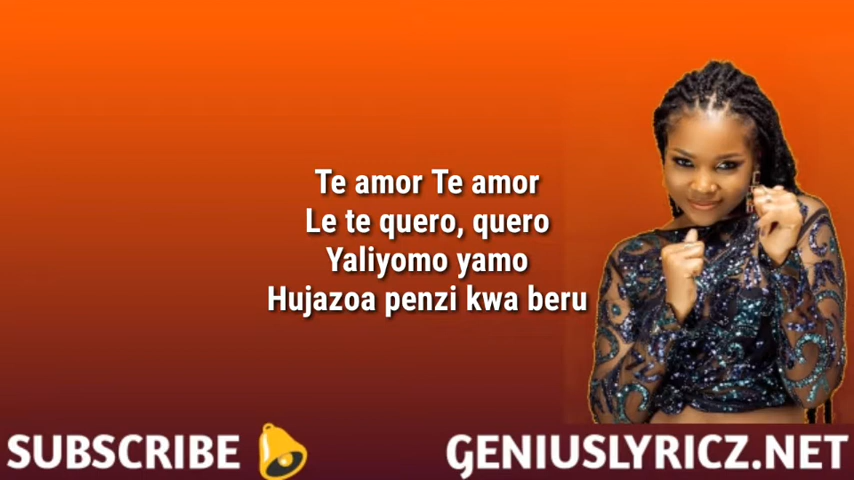 Te amor Te amor
Le te quero, quero
Yaliyomo yamo
Hujazoa penzi kwa beru
SUBSCRIBE
GENIUSLYRICZ.NET